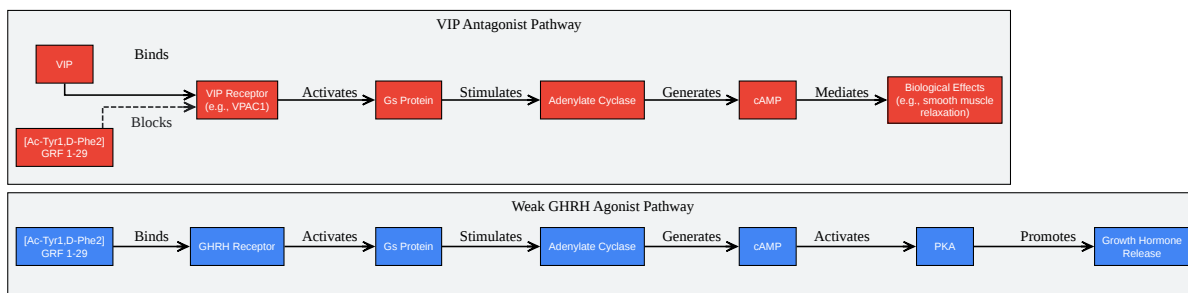 VIP Antagonist Pathway
VIP
Binds
VIP Receptor
(e.g., VPAC1)
Activates
Gs Protein
Stimulates
Adenylate Cyclase
Generates
cAMP
Mediates
Biological Effects
(e.g., smooth muscle
relaxation)
Blocks
[Ac-Tyr1,D-Phe2]
GRF 1-29
Weak GHRH Agonist Pathway
[Ac-Tyr1,D-Phe2]
GRF 1-29
Binds
GHRH Receptor
Activates
Gs Protein
Stimulates
Adenylate Cyclase
Generates
cAMP
Activates
PKA
Promotes
Growth Hormone
Release